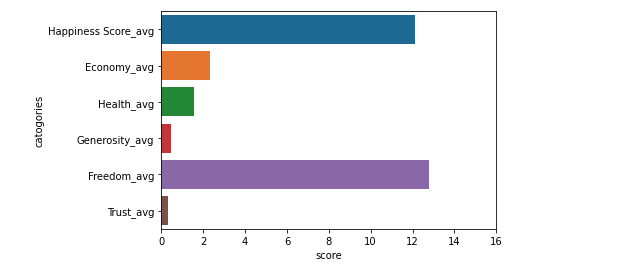 Happiness Score_avg
Economy_avg
Health_avg
Generosity_avg
Freedom_avg
Trust_avg
catogories
0 2 4 6 8 10 12 14 16
score